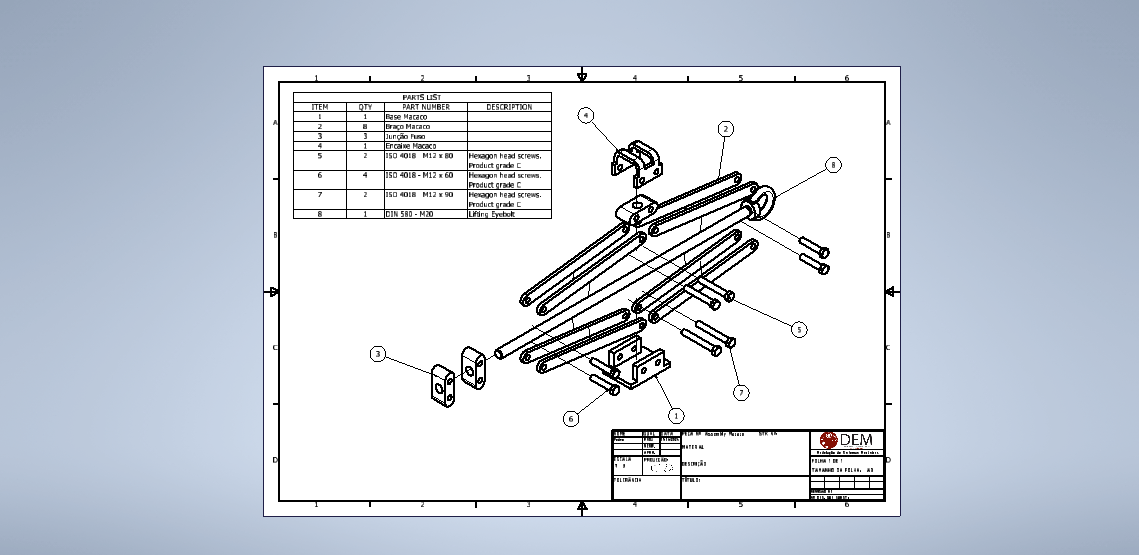 1 2 3 4 5 6
PARTS LIST
ITEM QTY PART NUMBER DESCRIPTION
1 1 Base Macaco
2 8 Braço Macaco
3 3 Junção Fuso
4 1 Encaixe Macaco
5 2 ISO 4018 M12 x 80 Hexagon head screws. Product grade C
6 4 ISO 4018 - M12 x 60 Hexagon head screws. Product grade C
7 2 ISO 4018 M12 x 90 Hexagon head screws. Product grade C
8 1 DIN 580 - M20 Lifting Eyebolt
A A
B B
C C
D D
4
2
8
5
3
7
1
6
Assembly Macaco
MATERIAL
DESCRIÇÃO
TÍTULO:
ESCALA
PROJEÇÃO
TOLERÂNCIA
DEM
FOLHA 1 DE 1
TAMANHO DA FOLHA: A3
1 2 3 4 5 6